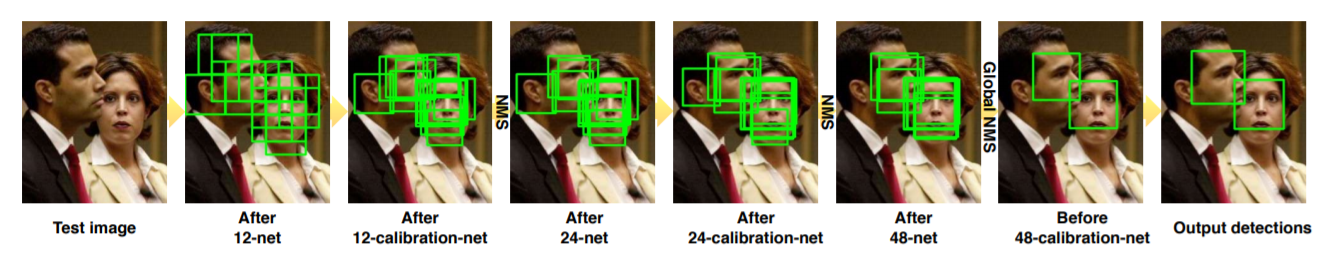 NMS
NMS
Global NMS
Test image
After
12-net
After
12-calibration-net
After
24-net
After
24-calibration-net
After
48-net
Before
48-calibration-net
Output detections